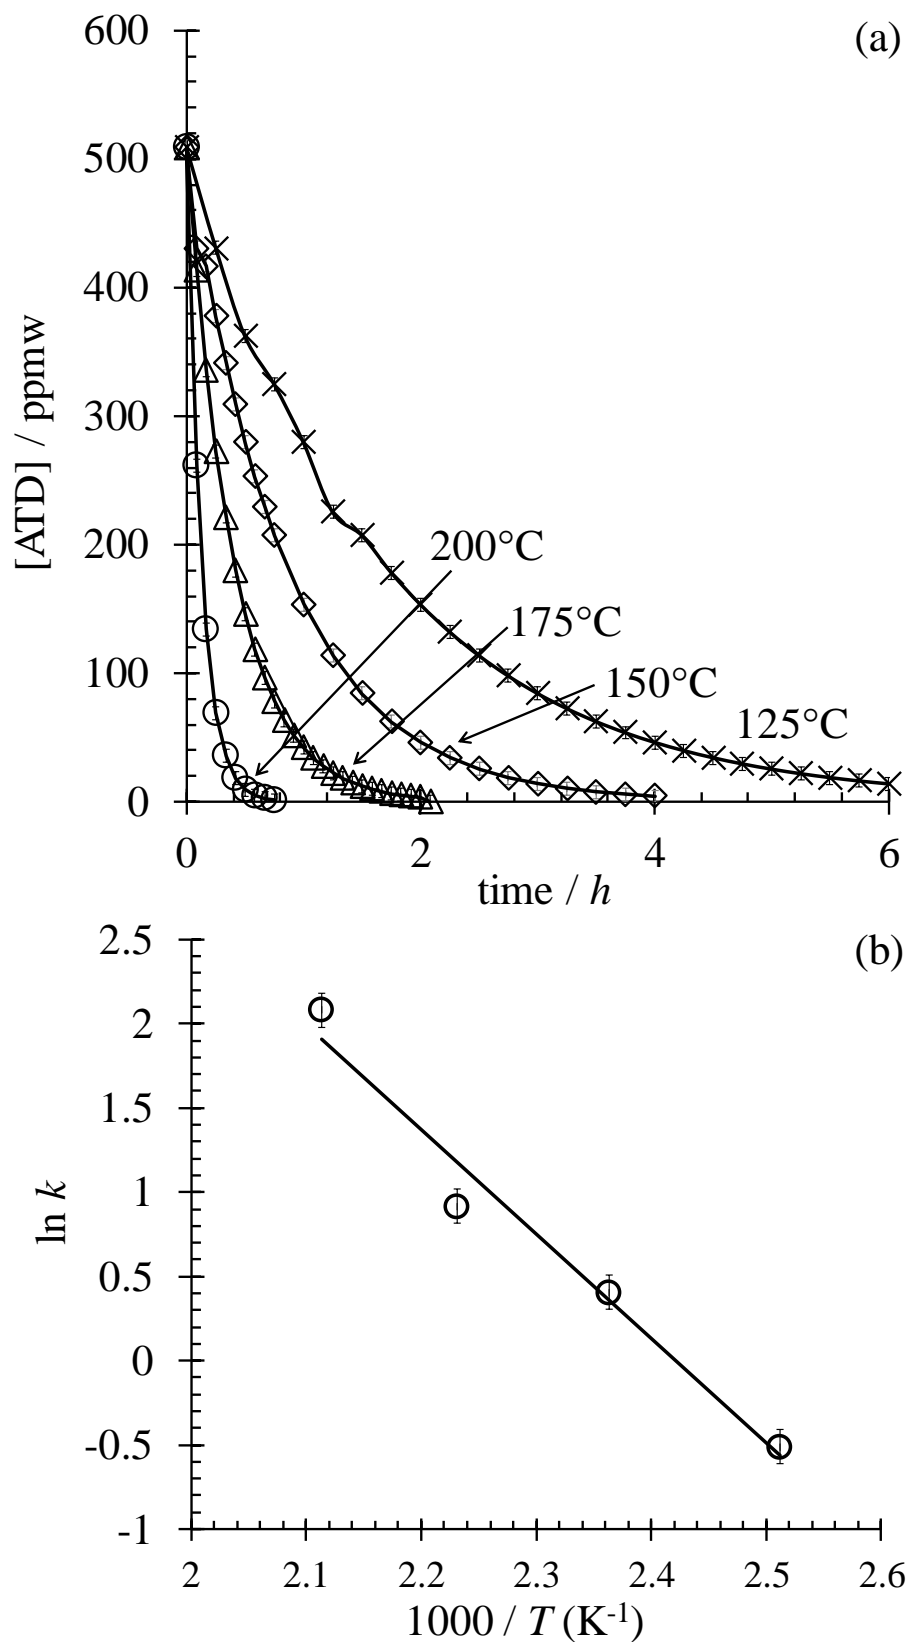 (a)
600
500
400
300
200
100
0
[ATD] / ppmw
200°C
175°C
150°C
125°C
0 2 4 6
time / h
(b)
2.5
2
1.5
1
0.5
0
-0.5
-1
ln k
2 2.1 2.2 2.3 2.4 2.5 2.6
1000 / T (K⁻¹)